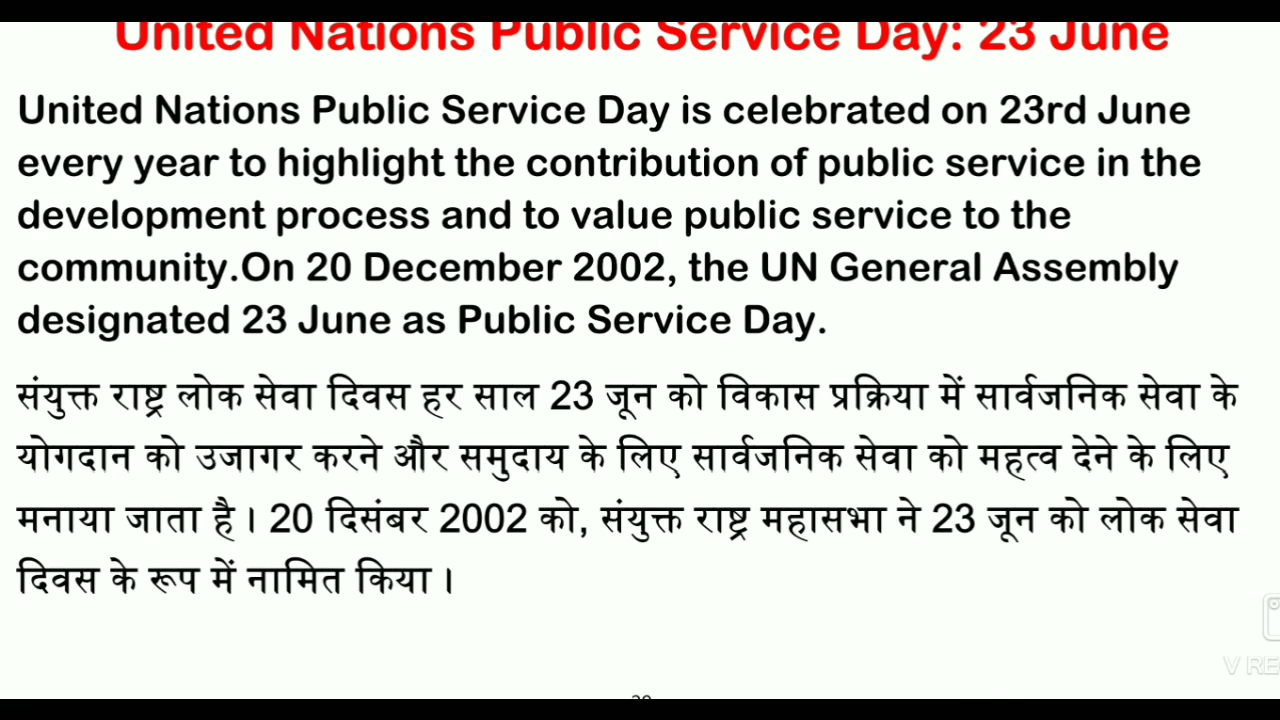 United Nations Public Service Day: 23 June
United Nations Public Service Day is celebrated on 23rd June
every year to highlight the contribution of public service in the
development process and to value public service to the
community.On 20 December 2002, the UN General Assembly
designated 23 June as Public Service Day.
संयुक्त राष्ट्र लोक सेवा दिवस हर साल 23 जून को विकास प्रक्रिया में सार्वजनिक सेवा के
योगदान को उजागर करने और समुदाय के लिए सार्वजनिक सेवा को महत्व देने के लिए
मनाया जाता है। 20 दिसंबर 2002 को, संयुक्त राष्ट्र महासभा ने 23 जून को लोक सेवा
दिवस के रूप में नामित किया।
V RE